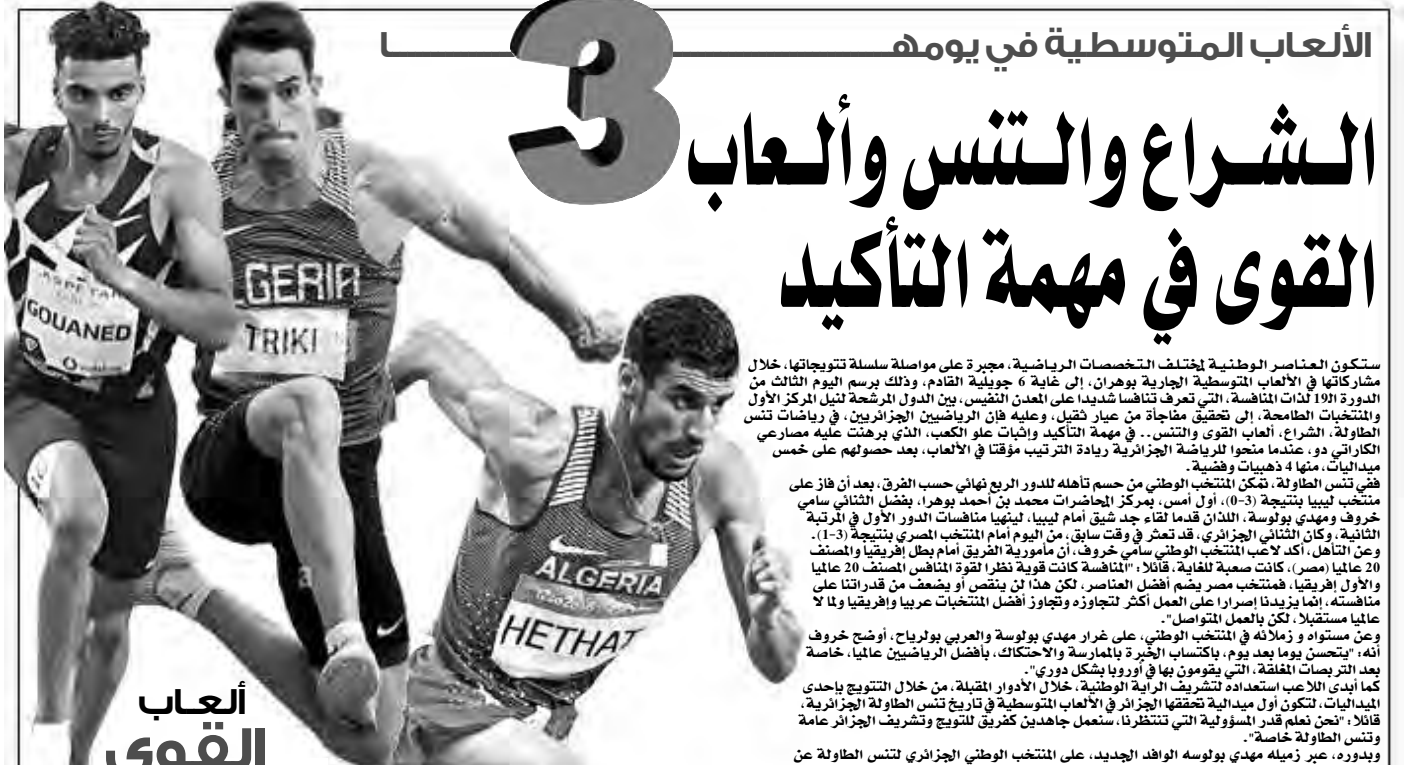 الألعاب المتوسطية في يومها 3
الشراع والتنس وألعاب
القوى في مهمة التأكيد
ستكون العناصر الوطنية لمختلف التخصصات الرياضية، مجبرة على مواصلة سلسلة تتويجاتها، خلال
مشاركاتها في الألعاب المتوسطية الجارية بوهران، إلى غاية 6 جويلية القادم، وذلك برسم اليوم الثالث من
الدورة الـ19 لذات المنافسة، التي تعرف تنافسا شديدا على المعدن النفيس، بين الدول المرشحة لنيل المركز الأول
والمنتخبات الطامحة، إلى تحقيق مفاجأة من عيار ثقيل، وعليه فإن الرياضيين الجزائريين، في رياضات تنس
الطاولة، الشراع، ألعاب القوى والتنس.. في مهمة التأكيد وإثبات علو الكعب، الذي برهنت عليه مصارعي
الكاراتي دو، عندما منحوا للرياضة الجزائرية ريادة الترتيب مؤقتا في الألعاب، بعد حصولهم على خمس
ميداليات، منها 4 ذهبيات وفضية.
ففي تنس الطاولة، تمكن المنتخب الوطني من حسم تأهله للدور الربع نهائي حسب الفرق، بعد أن فاز على
منتخب ليبيا بنتيجة (3-0)، أول أمس، بمركز المحاضرات محمد بن أحمد بوهرا، بفضل الثنائي سامي
خروف ومهدي بولوسة، اللذان قدما لقاء جد شيق أمام ليبيا، لينهيا منافسات الدور الأول في المرتبة
الثانية، وكان الثنائي الجزائري، قد تعثر في وقت سابق، من اليوم أمام المنتخب المصري بنتيجة (3-1).
وعن التأهل، أكد لاعب المنتخب الوطني سامي خروف، أن مأمورية الفريق أمام بطل إفريقيا والمصنف
20 عالميا (مصر)، كانت صعبة للغاية، قائلا: "المنافسة كانت قوية نظرا لقوة المنافس المصنف 20 عالميا
والأول إفريقيا، فمنتخب مصر يضم أفضل العناصر، لكن هذا لن ينقص أو يضعف من قدراتنا على
منافسته، إنما يزيدنا إصرارا على العمل أكثر لتجاوزه وتجاوز أفضل المنتخبات عربيا وإفريقيا ولما لا
عالميا مستقبلا، لكن بالعمل المتواصل".
وعن مستواه و زملائه في المنتخب الوطني، على غرار مهدي بولوسة والعربي بولرياح، أوضح خروف
أنه: "يتحسن يوما بعد يوم، باكتساب الخبرة بالممارسة والاحتكاك، بأفضل الرياضيين عالميا، خاصة
بعد التربصات المغلقة، التي يقومون بها في أوروبا بشكل دوري".
كما أبدى اللاعب استعداده لتشريف الراية الوطنية، خلال الأدوار المقبلة، من خلال التتويج بإحدى
الميداليات، لتكون أول ميدالية تحققها الجزائر في الألعاب المتوسطية في تاريخ تنس الطاولة الجزائرية،
قائلا: "نحن نعلم قدر المسؤولية التي تنتظرنا، سنعمل جاهدين كفريق للتويج وتشريف الجزائر عامة
وتنس الطاولة خاصة".
وبدوره، عبر زميله مهدي بولوسه الوافد الجديد، على المنتخب الوطني الجزائري لتنس الطاولة عن
GOUANED
GERIA
TRIKI
ALGERIA
HETHAT
ألعاب
القوى